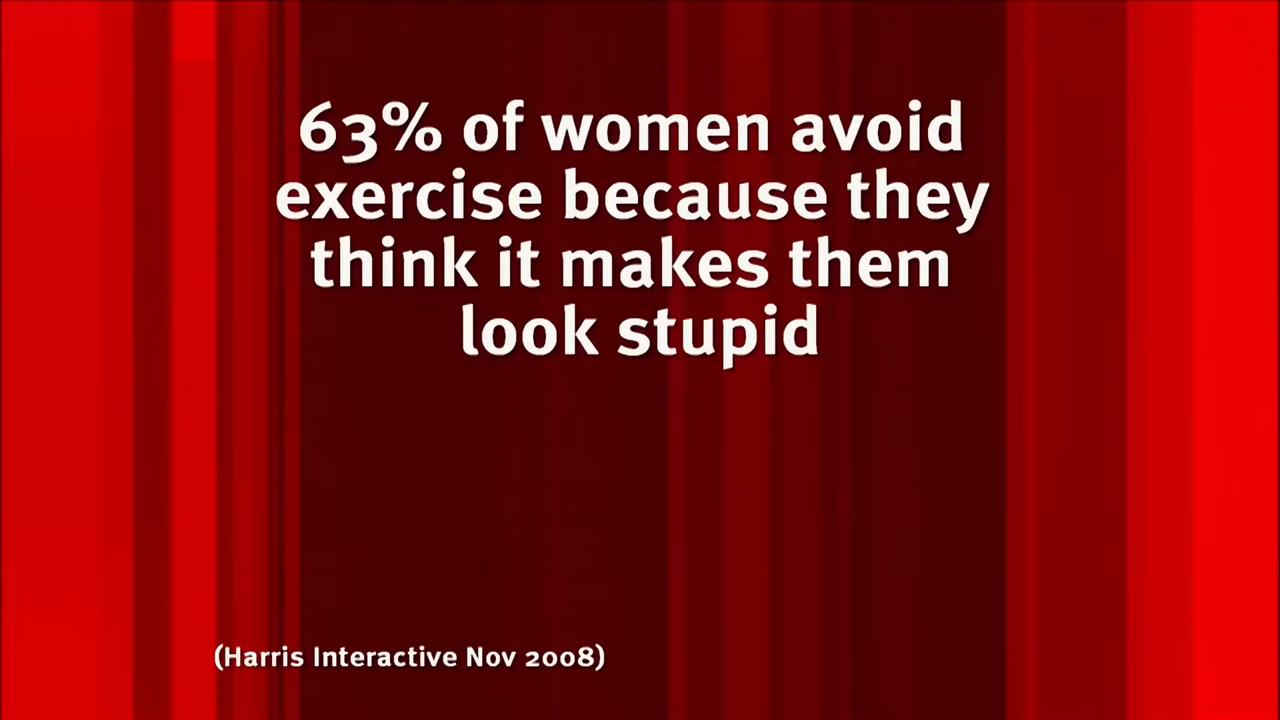 63% of women avoid
exercise because they
think it makes them
look stupid
(Harris Interactive Nov 2008)